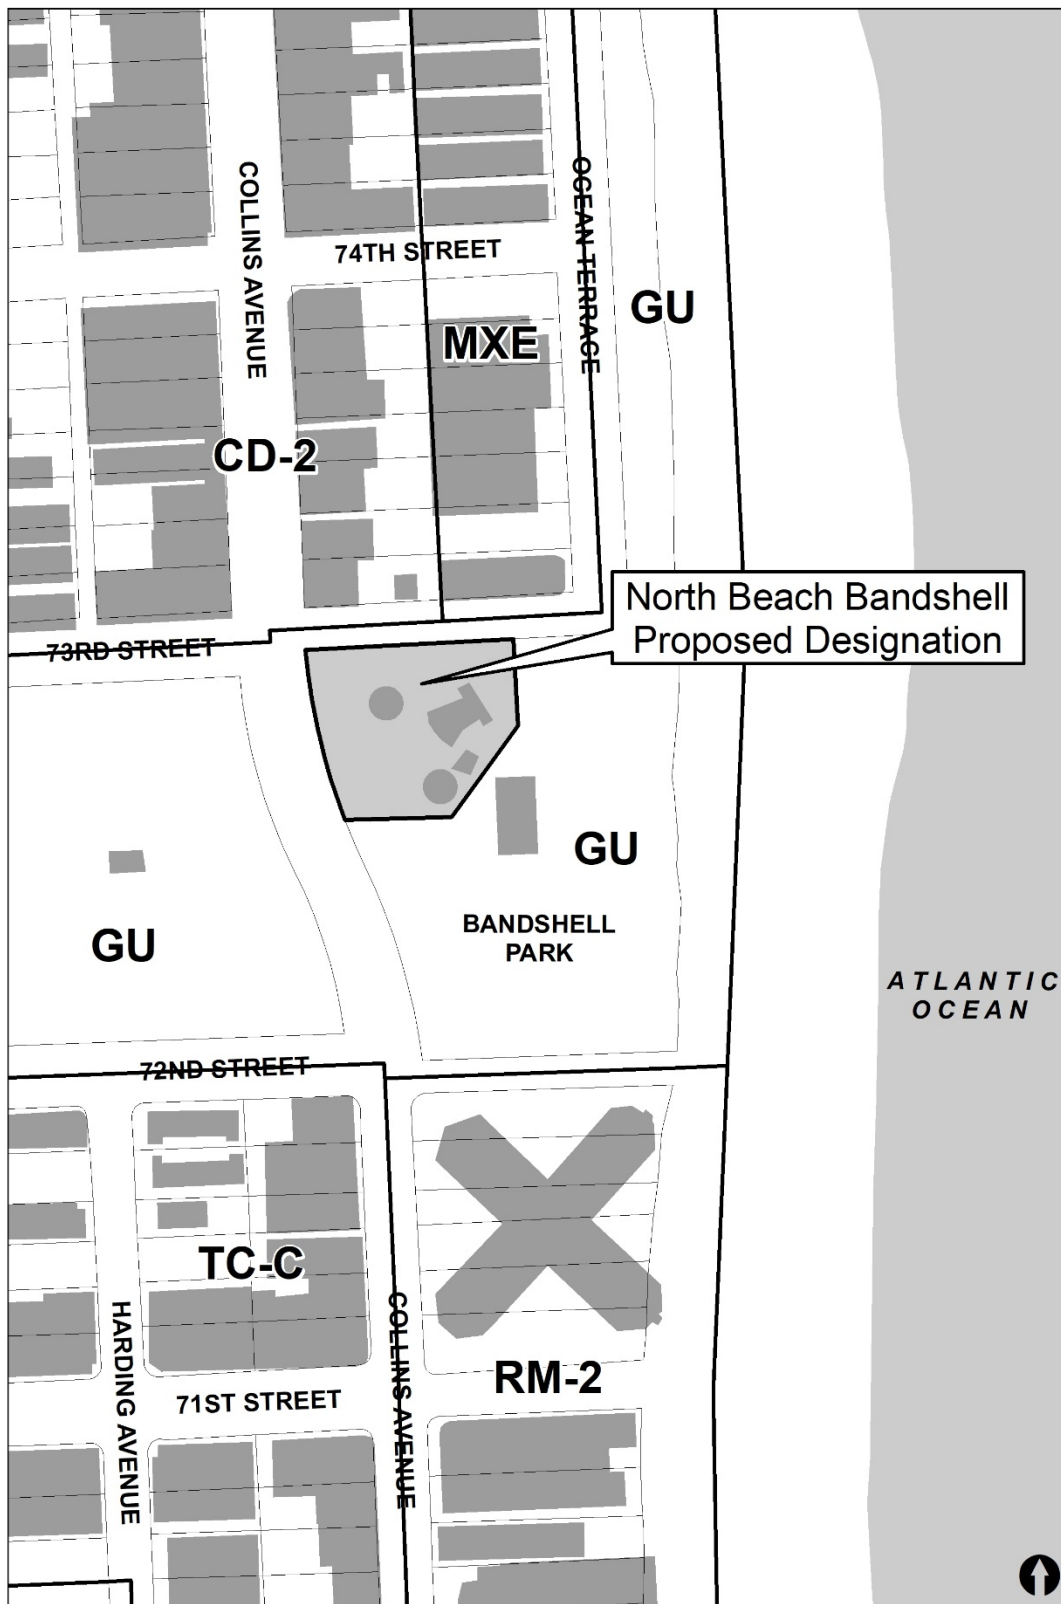 COLLINS AVENUE
74TH STREET
OCEAN TERRACE
GU
MXE
CD-2
North Beach Bandshell
Proposed Designation
73RD STREET
GU
BANDSHELL
PARK
GU
ATLANTIC
OCEAN
72ND STREET
TC-C
HARDING AVENUE
COLLINS AVENUE
71ST STREET
RM-2